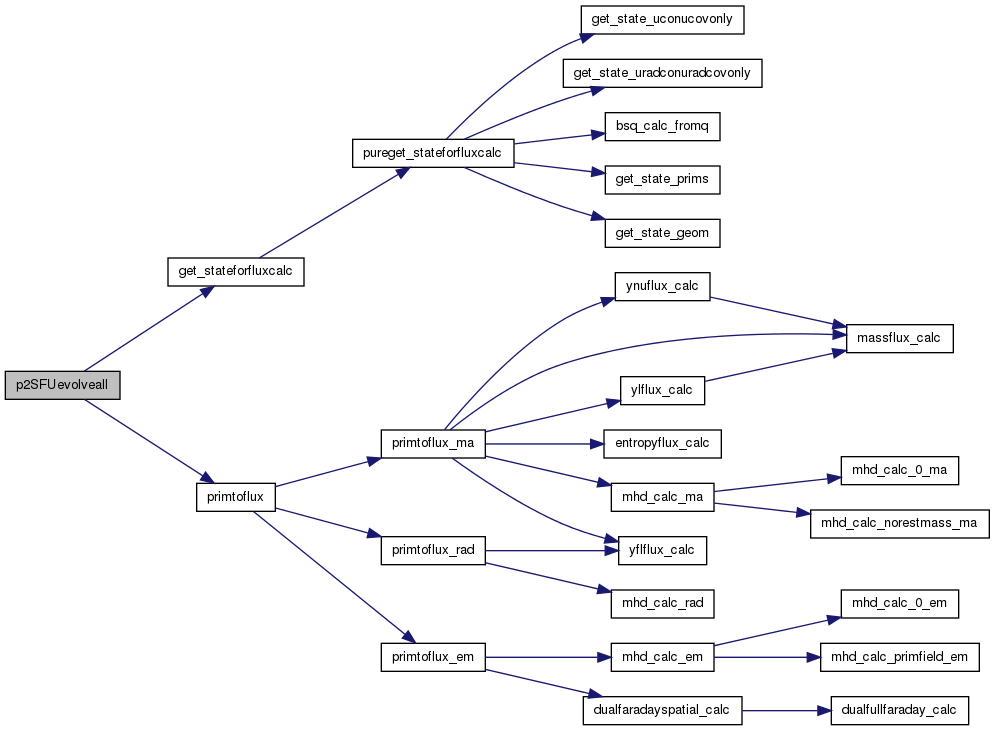 get_state_uconucovonly
get_state_uradconuradcovonly
bsq_calc_fromq
pureget_stateforfluxcalc
get_state_prims
get_state_geom
get_stateforfluxcalc
ynuflux_calc
massflux_calc
p2SFUevolveall
ylflux_calc
primtoflux_ma
entropyflux_calc
mhd_calc_0_ma
primtoflux
mhd_calc_ma
mhd_calc_norestmass_ma
primtoflux_rad
yflflux_calc
mhd_calc_rad
mhd_calc_0_em
primtoflux_em
mhd_calc_em
mhd_calc_primfield_em
dualfaradayspatial_calc
dualfullfaraday_calc